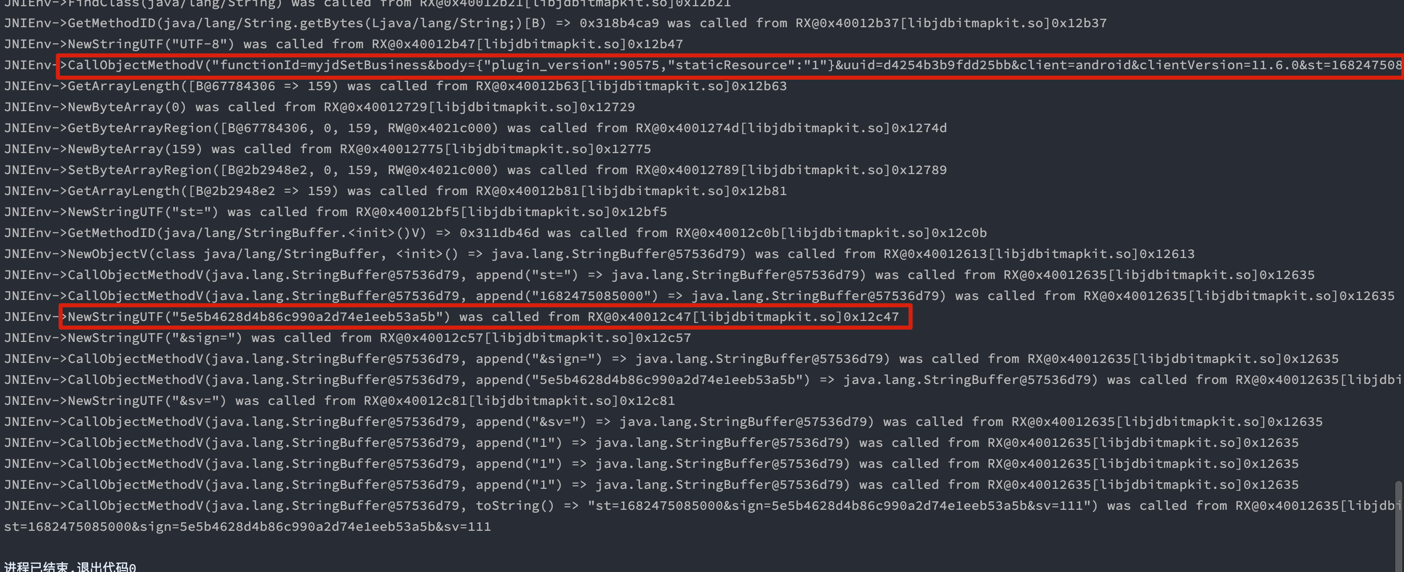 JNIEnv->FindClass(java/lang/String) was called from RX@0x40012b21[libjdbitmapkit.so]0x12b21
JNIEnv->GetMethodID(java/lang/String.getBytes(Ljava/lang/String;)[B) => 0x318b4ca9 was called from RX@0x40012b37[libjdbitmapkit.so]0x12b37
JNIEnv->NewStringUTF("UTF-8") was called from RX@0x40012b47[libjdbitmapkit.so]0x12b47
JNIEnv->CallObjectMethodV("functionId=myjdSetBusiness&body={"plugin_version":90575,"staticResource":"1"}&uuid=d4254b3b9fdd25bb&client=android&clientVersion=11.6.0&st=168247508
JNIEnv->GetArrayLength([B@67784306 => 159) was called from RX@0x40012b63[libjdbitmapkit.so]0x12b63
JNIEnv->NewByteArray(0) was called from RX@0x40012729[libjdbitmapkit.so]0x12729
JNIEnv->GetByteArrayRegion([B@67784306, 0, 159, RW@0x4021c000) was called from RX@0x4001274d[libjdbitmapkit.so]0x1274d
JNIEnv->NewByteArray(159) was called from RX@0x40012775[libjdbitmapkit.so]0x12775
JNIEnv->SetByteArrayRegion([B@2b2948e2, 0, 159, RW@0x4021c000) was called from RX@0x40012789[libjdbitmapkit.so]0x12789
JNIEnv->GetArrayLength([B@2b2948e2 => 159) was called from RX@0x40012b81[libjdbitmapkit.so]0x12b81
JNIEnv->NewStringUTF("st=") was called from RX@0x40012bf5[libjdbitmapkit.so]0x12bf5
JNIEnv->GetMethodID(java/lang/StringBuffer.<init>()V) => 0x311db46d was called from RX@0x40012c0b[libjdbitmapkit.so]0x12c0b
JNIEnv->NewObjectV(class java/lang/StringBuffer, <init>() => java.lang.StringBuffer@57536d79) was called from RX@0x40012613[libjdbitmapkit.so]0x12613
JNIEnv->CallObjectMethodV(java.lang.StringBuffer@57536d79, append("st=") => java.lang.StringBuffer@57536d79) was called from RX@0x40012635[libjdbitmapkit.so]0x12635
JNIEnv->CallObjectMethodV(java.lang.StringBuffer@57536d79, append("1682475085000") => java.lang.StringBuffer@57536d79) was called from RX@0x40012635[libjdbitmapkit.so]0x12635
JNIEnv->NewStringUTF("5e5b4628d4b86c990a2d74e1eeb53a5b") was called from RX@0x40012c47[libjdbitmapkit.so]0x12c47
JNIEnv->NewStringUTF("&sign=") was called from RX@0x40012c57[libjdbitmapkit.so]0x12c57
JNIEnv->CallObjectMethodV(java.lang.StringBuffer@57536d79, append("&sign=") => java.lang.StringBuffer@57536d79) was called from RX@0x40012635[libjdbitmapkit.so]0x12635
JNIEnv->CallObjectMethodV(java.lang.StringBuffer@57536d79, append("5e5b4628d4b86c990a2d74e1eeb53a5b") => java.lang.StringBuffer@57536d79) was called from RX@0x40012635[libjdbi
JNIEnv->NewStringUTF("&sv=") was called from RX@0x40012c81[libjdbitmapkit.so]0x12c81
JNIEnv->CallObjectMethodV(java.lang.StringBuffer@57536d79, append("&sv=") => java.lang.StringBuffer@57536d79) was called from RX@0x40012635[libjdbitmapkit.so]0x12635
JNIEnv->CallObjectMethodV(java.lang.StringBuffer@57536d79, append("1") => java.lang.StringBuffer@57536d79) was called from RX@0x40012635[libjdbitmapkit.so]0x12635
JNIEnv->CallObjectMethodV(java.lang.StringBuffer@57536d79, append("1") => java.lang.StringBuffer@57536d79) was called from RX@0x40012635[libjdbitmapkit.so]0x12635
JNIEnv->CallObjectMethodV(java.lang.StringBuffer@57536d79, append("1") => java.lang.StringBuffer@57536d79) was called from RX@0x40012635[libjdbitmapkit.so]0x12635
JNIEnv->CallObjectMethodV(java.lang.StringBuffer@57536d79, toString() => "st=1682475085000&sign=5e5b4628d4b86c990a2d74e1eeb53a5b&sv=111") was called from RX@0x40012635[libjdbi
st=1682475085000&sign=5e5b4628d4b86c990a2d74e1eeb53a5b&sv=111
进程已结束,退出代码0